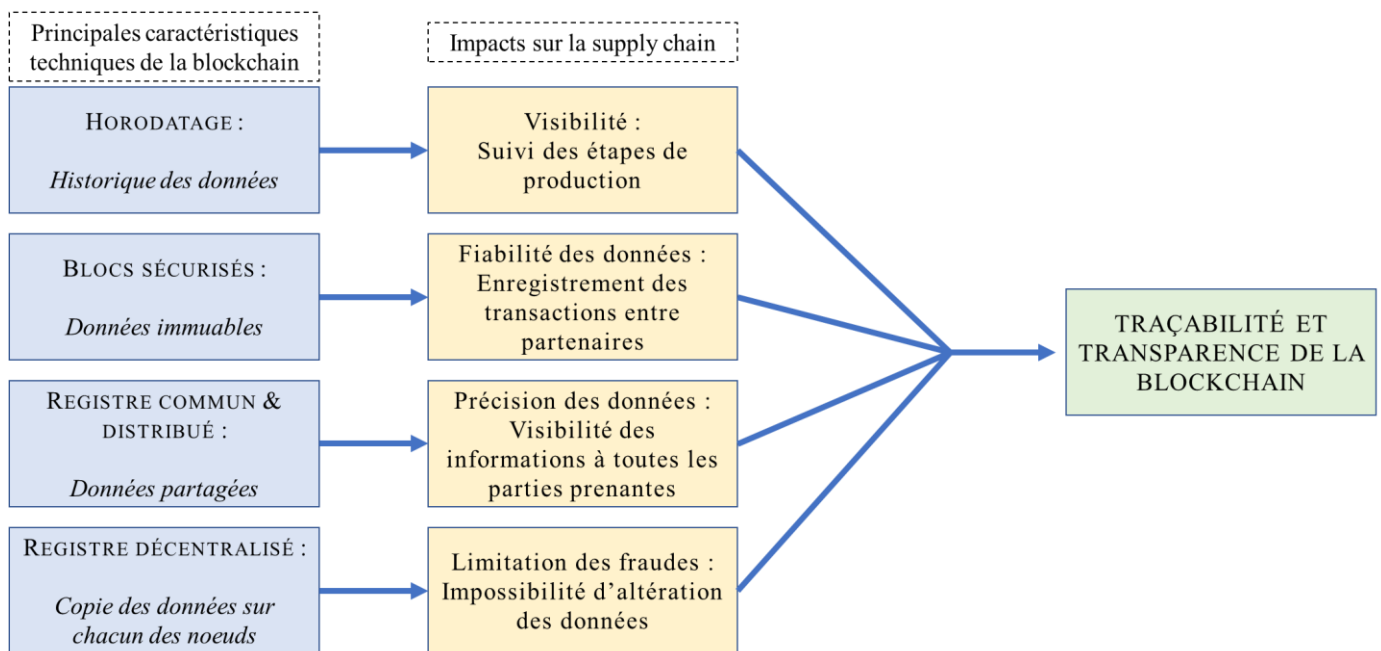 Principales caractéristiques
techniques de la blockchain
Impacts sur la supply chain
HORODATAGE :
Historique des données
Visibilité :
Suivi des étapes de
production
BLOCS SÉCURISÉS :
Données immuables
Fiabilité des données :
Enregistrement des
transactions entre
partenaires
REGISTRE COMMUN &
DISTRIBUÉ :
Données partagées
Précision des données :
Visibilité des
informations à toutes les
parties prenantes
REGISTRE DÉCENTRALISÉ :
Copie des données sur
chacun des noeuds
Limitation des fraudes :
Impossibilité d’altération
des données
TRAÇABILITÉ ET
TRANSPARENCE DE LA
BLOCKCHAIN